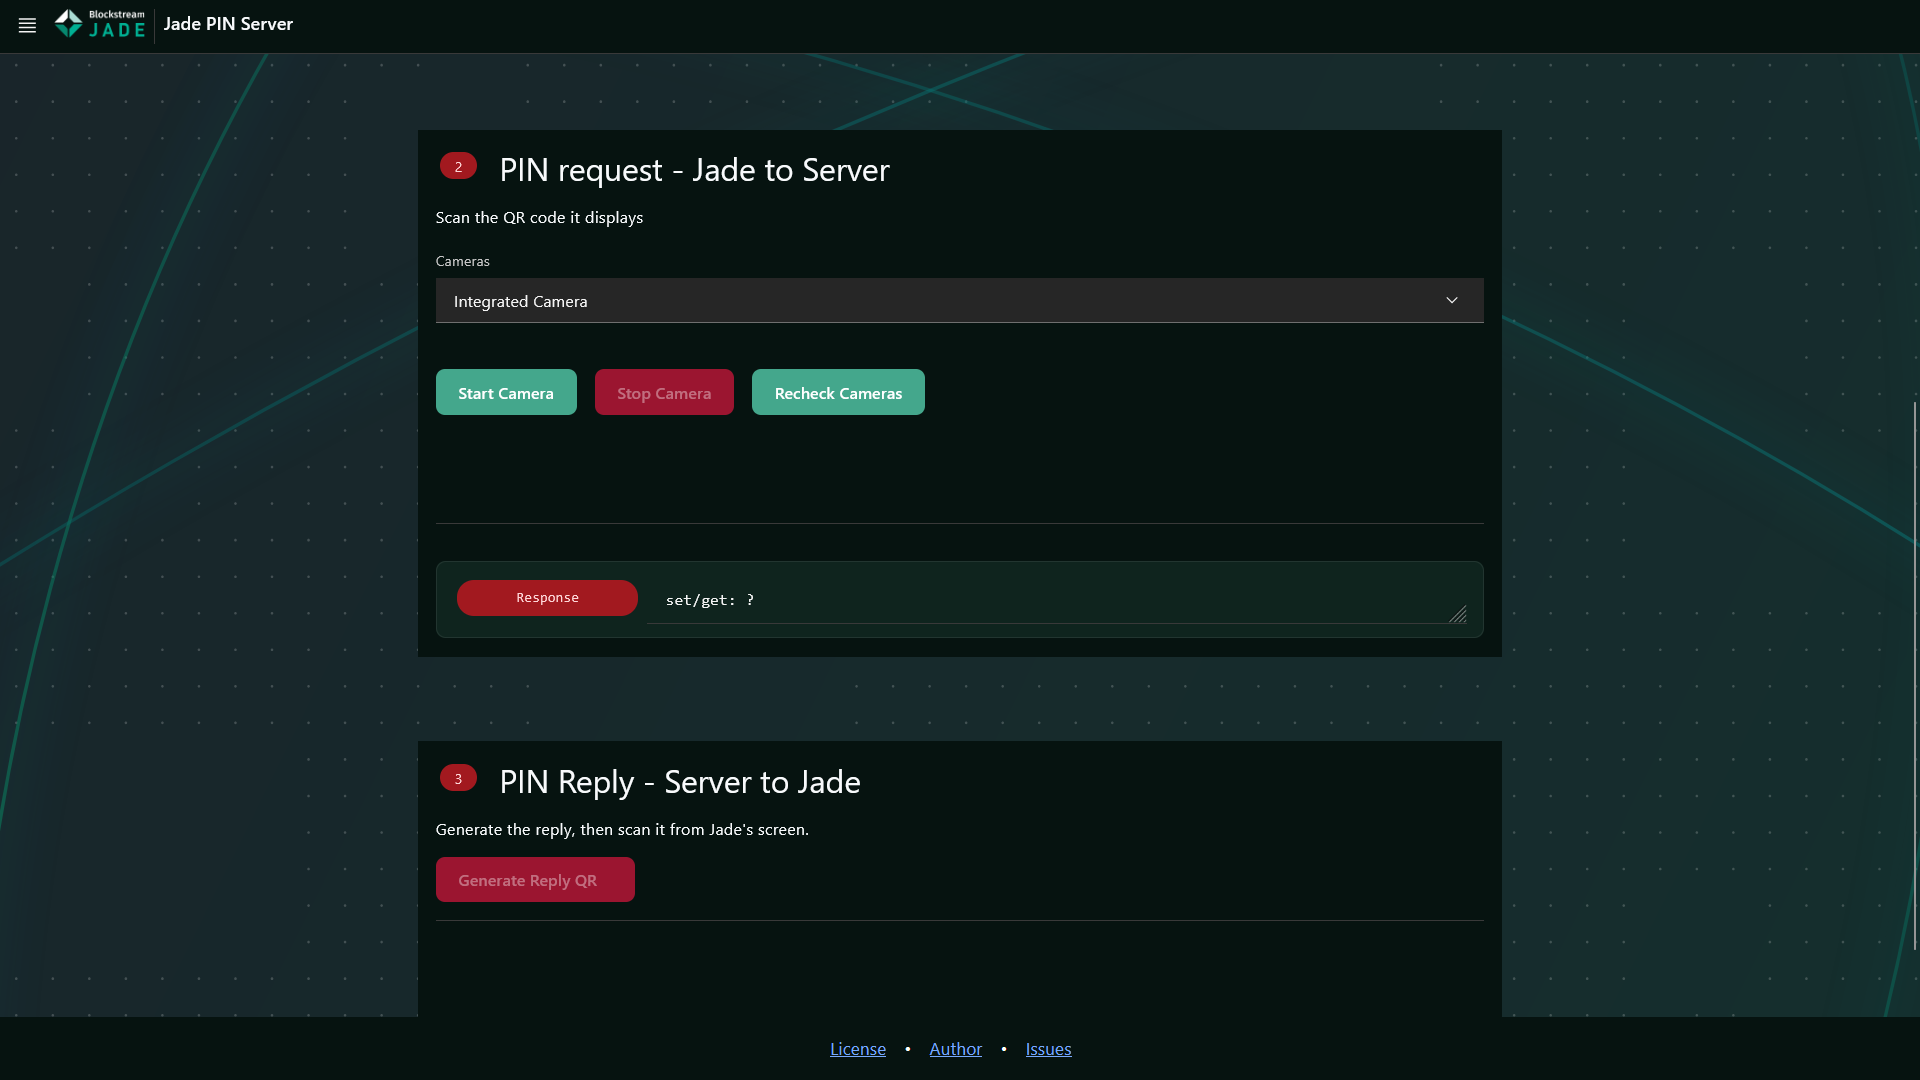 Blockstream
JADE
Jade PIN Server
2
PIN request - Jade to Server
Scan the QR code it displays
Cameras
Integrated Camera
Start Camera
Stop Camera
Recheck Cameras
Response
set/get: ?
3
PIN Reply - Server to Jade
Generate the reply, then scan it from Jade's screen.
Generate Reply QR
License • Author • Issues